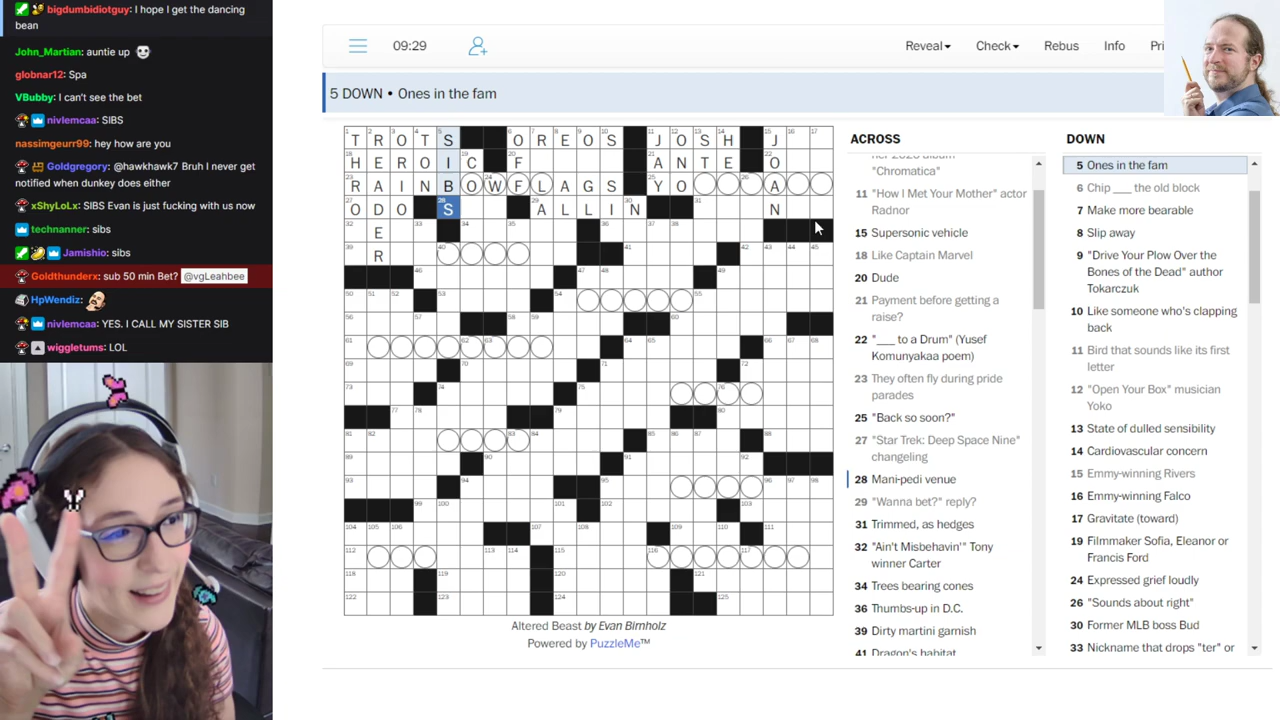 bigdumbidiotguy: I hope I get the dancing
bean
John_Martian: auntie up
globnar12: Spa
VBubby: I can't see the bet
nivlemcaa: SIBS
nassimgeurr99: hey how are you
Goldgregory: @hawkhawk7 Bruh I never get
notified when dunkey does either
xShyLoLx: SIBS Evan is just fucking with us now
technanner: sibs
Jamishio: sibs
Goldthunderx: sub 50 min Bet? @vgLeahbee
HpWendiz:
nivlemcaa: YES. I CALL MY SISTER SIB
wiggletums: LOL
09:29
Reveal
Check
Rebus
Info
Pri
5 DOWN • Ones in the fam
T R O T S O R E O S J O S H
H E R O I C F A N T E O
R A I N B O W F L A G S Y O A
O D O S A L L I N N
E
R
Altered Beast by Evan Birnholz
Powered by PuzzleMe™
ACROSS
her 2020 album
"Chromatica"
11 "How I Met Your Mother" actor
Radnor
15 Supersonic vehicle
18 Like Captain Marvel
20 Dude
21 Payment before getting a
raise?
22 "___ to a Drum" (Yusef
Komunyakaa poem)
23 They often fly during pride
parades
25 "Back so soon?"
27 "Star Trek: Deep Space Nine"
changeling
28 Mani-pedi venue
29 "Wanna bet?" reply?
31 Trimmed, as hedges
32 "Ain't Misbehavin'" Tony
winner Carter
34 Trees bearing cones
36 Thumbs-up in D.C.
39 Dirty martini garnish
41 Dragon's habitat
DOWN
5 Ones in the fam
6 Chip ___ the old block
7 Make more bearable
8 Slip away
9 "Drive Your Plow Over the
Bones of the Dead" author
Tokarczuk
10 Like someone who's clapping
back
11 Bird that sounds like its first
letter
12 "Open Your Box" musician
Yoko
13 State of dulled sensibility
14 Cardiovascular concern
15 Emmy-winning Rivers
16 Emmy-winning Falco
17 Gravitate (toward)
19 Filmmaker Sofia, Eleanor or
Francis Ford
24 Expressed grief loudly
26 "Sounds about right"
30 Former MLB boss Bud
33 Nickname that drops "ter" or